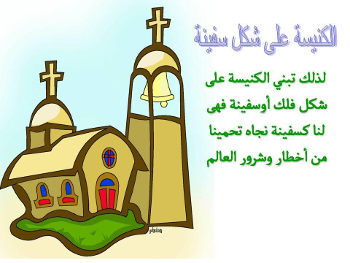 الكنيسة على شكل سفينة
لذلك تبني الكنيسة على
شكل فلك أوسفينة فهى
لنا كسفينة نجاه تحمينا
من أخطار وشرور العالم